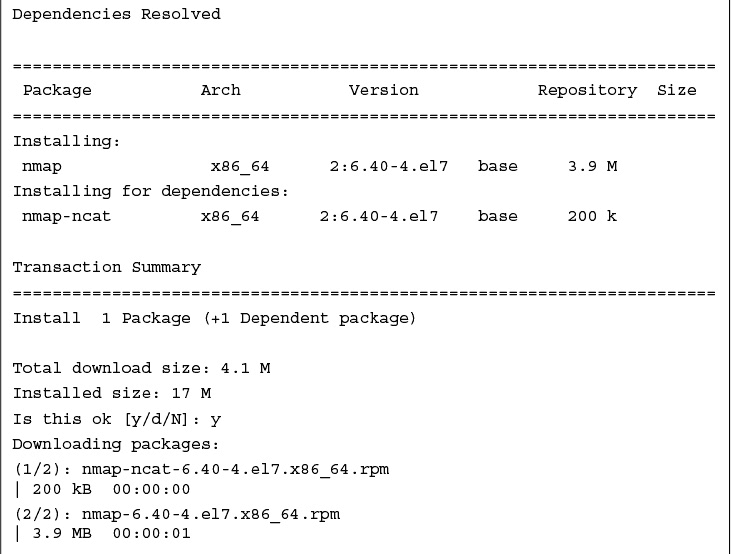 Dependencies Resolved
=======================================================================
Package Arch Version Repository Size
=======================================================================
Installing:
nmap x86_64 2:6.40-4.el7 base 3.9 M
Installing for dependencies:
nmap-ncat x86_64 2:6.40-4.el7 base 200 k
Transaction Summary
=======================================================================
Install 1 Package (+1 Dependent package)
Total download size: 4.1 M
Installed size: 17 M
Is this ok [y/d/N]: y
Downloading packages:
(1/2): nmap-ncat-6.40-4.el7.x86_64.rpm
| 200 kB 00:00:00
(2/2): nmap-6.40-4.el7.x86_64.rpm
| 3.9 MB 00:00:01